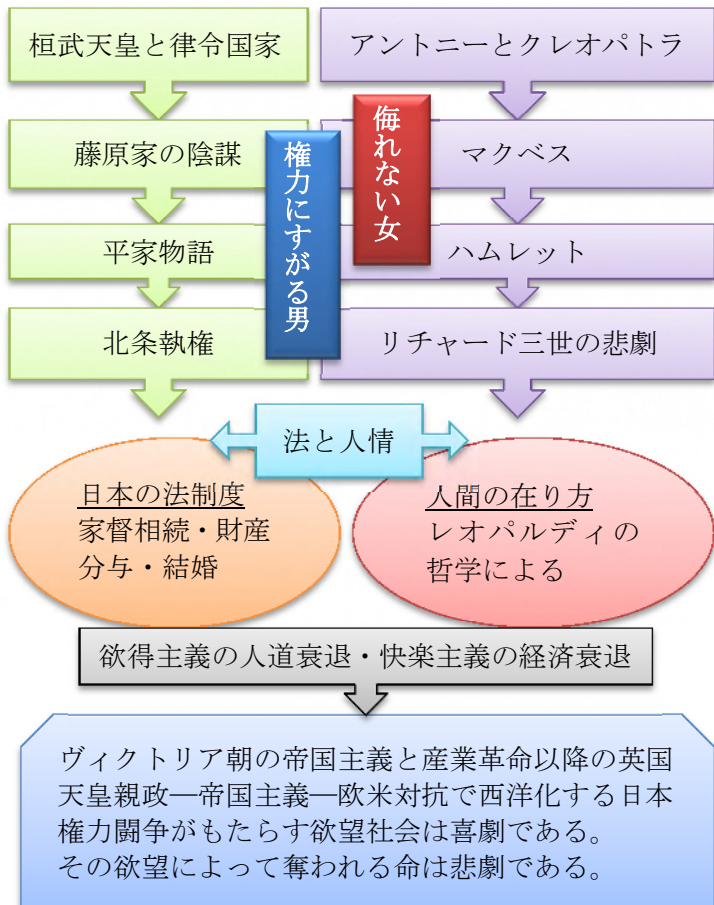 桓武天皇と律令国家
藤原家の陰謀
平家物語
北条執権
アントニーとクレオパトラ
マクベス
ハムレット
リチャード三世の悲劇
権力にすがる男
侮れない女
法と人情
日本の法制度
家督相続・財産
分与・結婚
人間の在り方
レオパルディの
哲学による
欲得主義の人道衰退・快楽主義の経済衰退
ヴィクトリア朝の帝国主義と産業革命以降の英国
天皇親政―帝国主義―欧米対抗で西洋化する日本
権力闘争がもたらす欲望社会は喜劇である。
その欲望によって奪われる命は悲劇である。